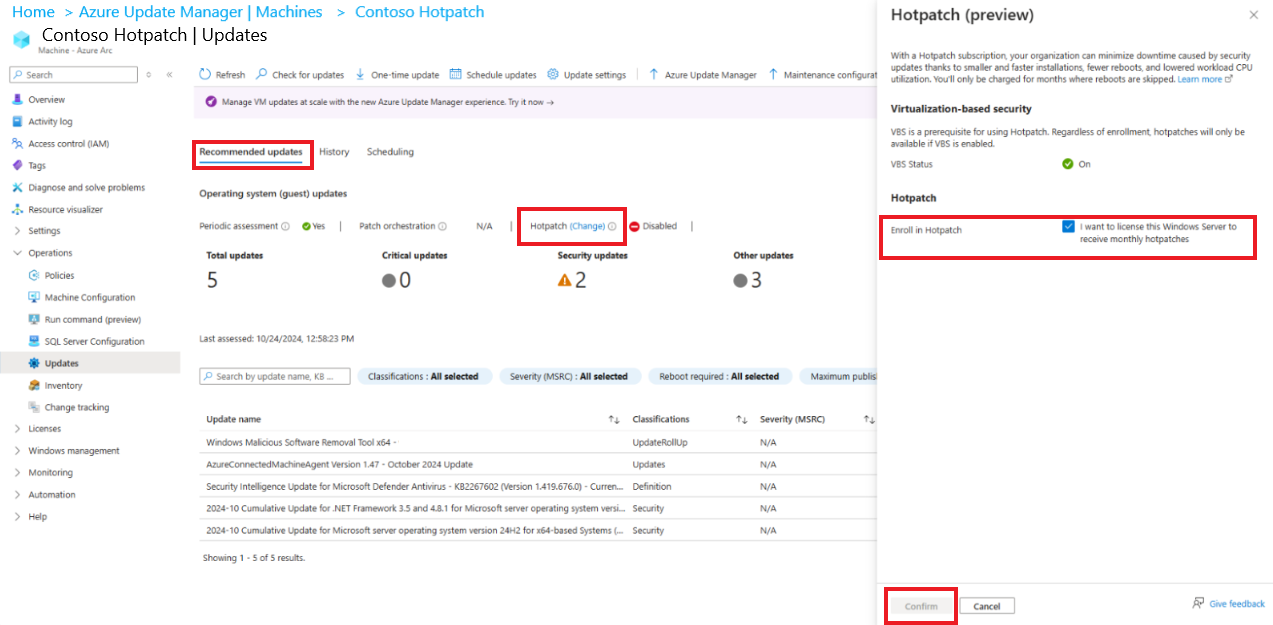 Home > Azure Update Manager | Machines > Contoso Hotpatch
Contoso Hotpatch | Updates
Machine - Azure Arc
Search
Overview
Activity log
Access control (IAM)
Tags
Diagnose and solve problems
Resource visualizer
Settings
Operations
Policies
Machine Configuration
Run command (preview)
SQL Server Configuration
Updates
Inventory
Change tracking
Licenses
Windows management
Monitoring
Automation
Help
Refresh Check for updates One-time update Schedule updates Update settings Azure Update Manager Maintenance configurat
Manage VM updates at scale with the new Azure Update Manager experience. Try it now →
Recommended updates History Scheduling
Operating system (guest) updates
Periodic assessment Yes | Patch orchestration N/A | Hotpatch (Change) Disabled |
Total updates Critical updates Security updates Other updates
5 0 2 3
Last assessed: 10/24/2024, 12:58:23 PM
Search by update name, KB ... Classifications : All selected Severity (MSRC) : All selected Reboot required : All selected Maximum publis
Update name Classifications Severity (MSRC)
Windows Malicious Software Removal Tool x64 - UpdateRollUp N/A
AzureConnectedMachineAgent Version 1.47 - October 2024 Update Updates N/A
Security Intelligence Update for Microsoft Defender Antivirus - KB2267602 (Version 1.419.676.0) - Curren... Definition N/A
2024-10 Cumulative Update for .NET Framework 3.5 and 4.8.1 for Microsoft server operating system versi... Security N/A
2024-10 Cumulative Update for Microsoft server operating system version 24H2 for x64-based Systems (... Security N/A
Showing 1 - 5 of 5 results.
Hotpatch (preview)
With a Hotpatch subscription, your organization can minimize downtime caused by security
updates thanks to smaller and faster installations, fewer reboots, and lowered workload CPU
utilization. You'll only be charged for months where reboots are skipped. Learn more
Virtualization-based security
VBS is a prerequisite for using Hotpatch. Regardless of enrollment, hotpatches will only be
available if VBS is enabled.
VBS Status On
Hotpatch
Enroll in Hotpatch I want to license this Windows Server to
receive monthly hotpatches
Confirm Cancel Give feedback